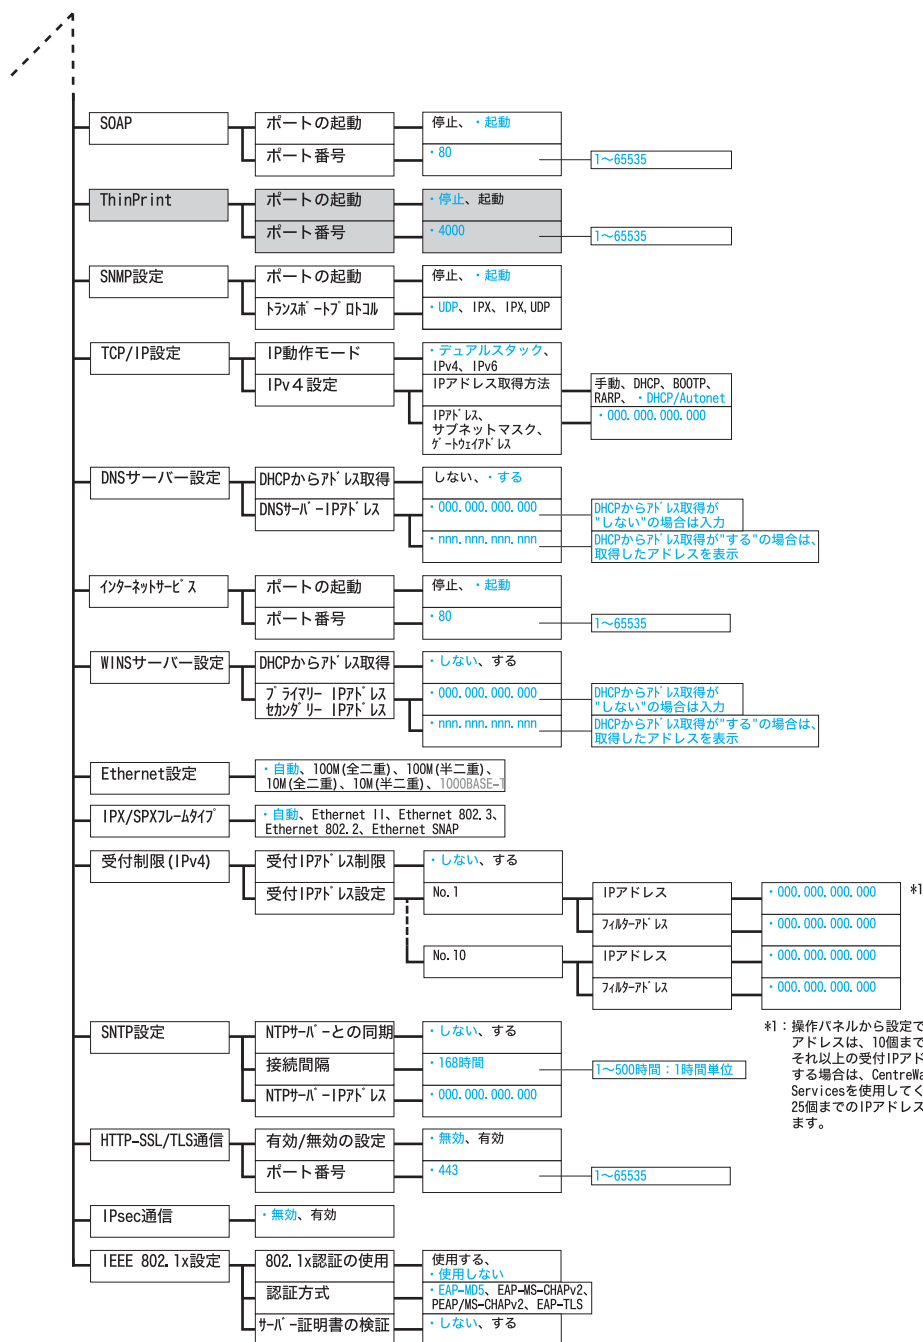 SOAP
ポートの起動
停止、・起動
ポート番号
・80
1～65535
ThinPrint
ポートの起動
・停止、起動
ポート番号
・4000
1～65535
SNMP設定
ポートの起動
停止、・起動
トランスポートプロトコル
・UDP、IPX、IPX,UDP
TCP/IP設定
IP動作モード
・デュアルスタック、
IPv4、IPv6
IPv４設定
IPアドレス取得方法
手動、DHCP、BOOTP、
RARP、・DHCP/Autonet
IPアドレス、
サブネットマスク、
ゲートウェイアドレス
・000.000.000.000
DNSサーバー設定
DHCPからアドレス取得
しない、・する
DNSサーバーIPアドレス
・000.000.000.000
DHCPからアドレス取得が
"しない"の場合は入力
・nnn.nnn.nnn.nnn
DHCPからアドレス取得が"する"の場合は、
取得したアドレスを表示
インターネットサービス
ポートの起動
停止、・起動
ポート番号
・80
1～65535
WINSサーバー設定
DHCPからアドレス取得
・しない、する
プライマリー IPアドレス
セカンダリー IPアドレス
・000.000.000.000
DHCPからアドレス取得が
"しない"の場合は入力
・nnn.nnn.nnn.nnn
DHCPからアドレス取得が"する"の場合は、
取得したアドレスを表示
Ethernet設定
・自動、100M(全二重)、100M(半二重)、
10M(全二重)、10M(半二重)、1000BASE-T
IPX/SPXフレームタイプ
・自動、Ethernet II、Ethernet 802.3、
Ethernet 802.2、Ethernet SNAP
受付制限(IPv4)
受付IPアドレス制限
・しない、する
受付IPアドレス設定
No.1
IPアドレス
・000.000.000.000
*1
フィルターアドレス
・000.000.000.000
No.10
IPアドレス
・000.000.000.000
フィルターアドレス
・000.000.000.000
*1：操作パネルから設定で
アドレスは、10個まで
それ以上の受付IPアド
する場合は、CentreWa
Servicesを使用してく
25個までのIPアドレス
ます。
SNTP設定
NTPサーバーとの同期
・しない、する
接続間隔
・168時間
1～500時間：1時間単位
NTPサーバーIPアドレス
・000.000.000.000
HTTP-SSL/TLS通信
有効/無効の設定
・無効、有効
ポート番号
・443
1～65535
IPsec通信
・無効、有効
IEEE 802.1x設定
802.1x認証の使用
使用する、
・使用しない
認証方式
・EAP-MD5、EAP-MS-CHAPv2、
PEAP/MS-CHAPv2、EAP-TLS
サーバー証明書の検証
・しない、する